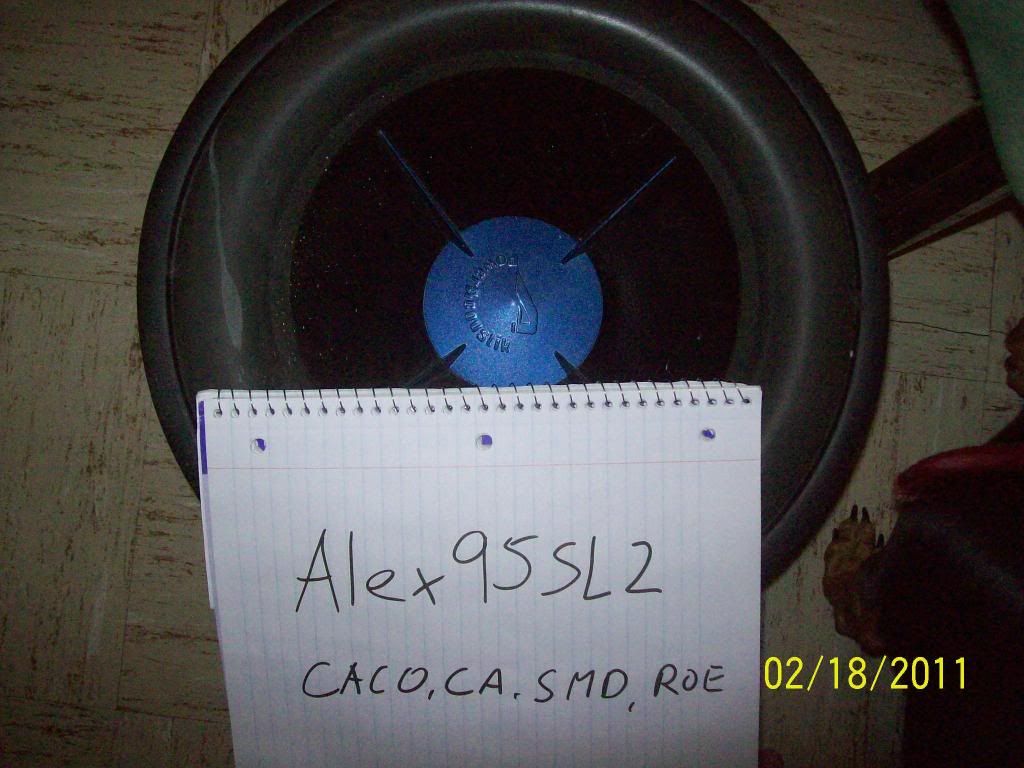 Alex95SL2
CACO, CA. SMD, ROE
02/18/2011